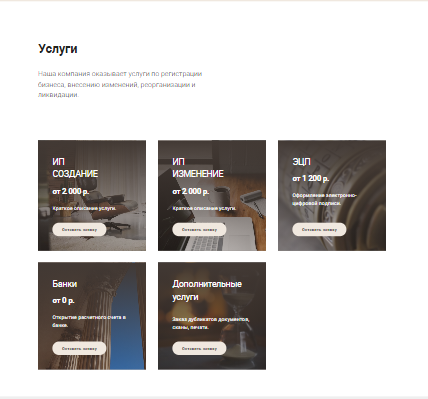 Услуги
Наша компания оказывает услуги по регистрации
бизнеса, внесению изменений, реорганизации и
ликвидации.
ИП
СОЗДАНИЕ
от 2 000 р.
Краткое описание услуги.
Оставить заявку
ИП
ИЗМЕНЕНИЕ
от 2 000 р.
Краткое описание услуги.
Оставить заявку
ЭЦП
от 1 200 р.
Оформление электронно-
цифровой подписи.
Оставить заявку
Банки
от 0 р.
Открытие расчетного счета в
банке.
Оставить заявку
Дополнительные
услуги
Заказ дубликатов документов,
сканы, печати.
Оставить заявку